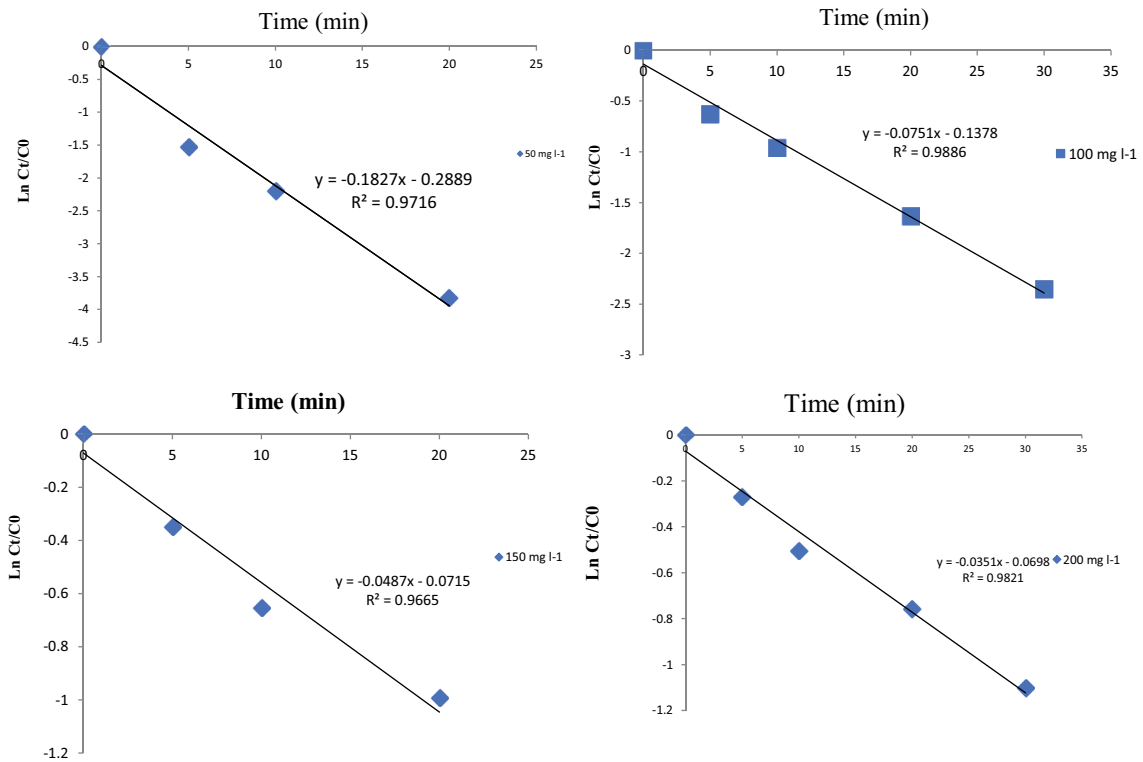 Time (min)
0
0 5 10 15 20 25
-0.5
-1
-1.5
-2
-2.5
-3
-3.5
-4
-4.5
Ln Ct/C0
y = -0.1827x - 0.2889
R² = 0.9716
50 mg l-1
Time (min)
0
0 5 10 15 20 25 30 35
-0.5
-1
-1.5
-2
-2.5
-3
Ln Ct/C0
y = -0.0751x - 0.1378
R² = 0.9886
100 mg l-1
Time (min)
0
0 5 10 15 20 25
-0.2
-0.4
-0.6
-0.8
-1
-1.2
Ln Ct/C0
y = -0.0487x - 0.0715
R² = 0.9665
150 mg l-1
Time (min)
0
0 5 10 15 20 25 30 35
-0.2
-0.4
-0.6
-0.8
-1
-1.2
Ln Ct/C0
y = -0.0351x - 0.0698
R² = 0.9821
200 mg l-1